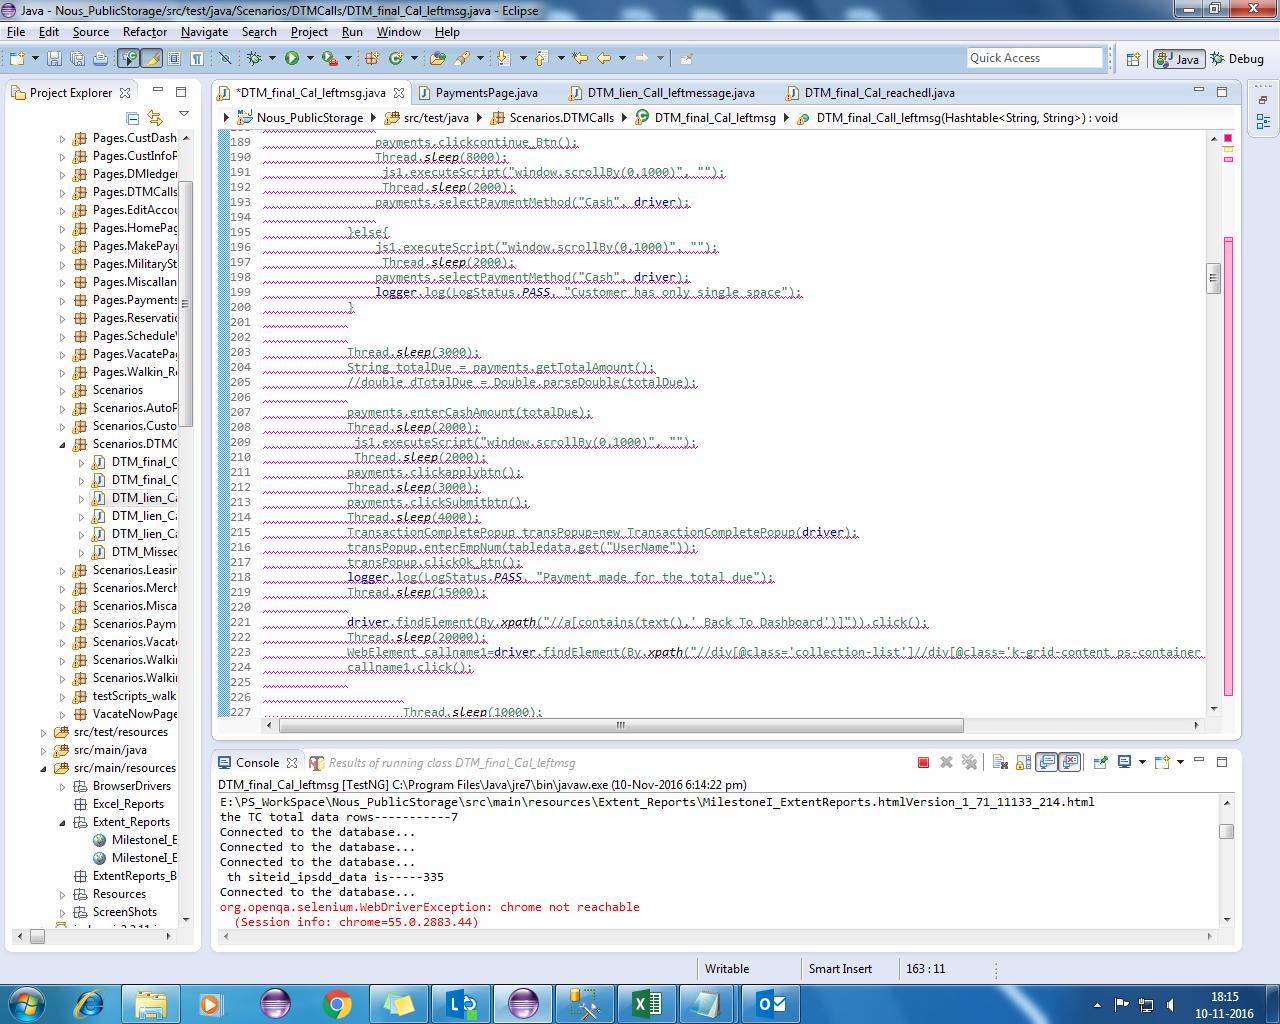 Java - Nous_PublicStorage/src/test/java/Scenarios/DTMCalls/DTM_final_Cal_leftmsg.java - Eclipse
File Edit Source Refactor Navigate Search Project Run Window Help
Quick Access
Java
Debug
Project Explorer
*DTM_final_Cal_leftmsg.java
PaymentsPage.java
DTM_lien_Call_leftmessage.java
DTM_final_Cal_reachedl.java
Nous_PublicStorage
src/test/java
Scenarios.DTMCalls
DTM_final_Cal_leftmsg
DTM_final_Call_leftmsg(Hashtable<String, String>) : void
Pages.CustDash
Pages.CustInfoP
Pages.DMledger
Pages.DTMCalls
Pages.EditAccou
Pages.HomePag
Pages.MakePayr
Pages.MilitarySt
Pages.Miscallan
Pages.Payments
Pages.Reservatio
Pages.Schedule
Pages.VacatePa
Pages.Walkin_R
Scenarios
Scenarios.AutoP
Scenarios.Custo
Scenarios.DTMC
DTM_final_C
DTM_final_C
DTM_lien_Ca
DTM_lien_Ca
DTM_lien_Ca
DTM_Missed
Scenarios.Leasin
Scenarios.Merch
Scenarios.Misca
Scenarios.Paym
Scenarios.Vacat
Scenarios.Walki
Scenarios.Walki
testScripts_walk
VacateNowPage
src/test/resources
src/main/java
src/main/resources
BrowserDrivers
Excel_Reports
Extent_Reports
MilestoneI_E
MilestoneI_E
ExtentReports_B
Resources
ScreenShots
189 payments.clickcontinue_Btn();
190 Thread.sleep(8000);
191 js1.executeScript("window.scrollBy(0,1000)", "");
192 Thread.sleep(2000);
193 payments.selectPaymentMethod("Cash", driver);
194
195 }else{
196 js1.executeScript("window.scrollBy(0,1000)", "");
197 Thread.sleep(2000);
198 payments.selectPaymentMethod("Cash", driver);
199 logger.log(LogStatus.PASS, "Customer has only single space");
200 }
201
202
203 Thread.sleep(3000);
204 String totalDue = payments.getTotalAmount();
205 //double dTotalDue = Double.parseDouble(totalDue);
206
207 payments.enterCashAmount(totalDue);
208 Thread.sleep(2000);
209 js1.executeScript("window.scrollBy(0,1000)", "");
210 Thread.sleep(2000);
211 payments.clickapplybtn();
212 Thread.sleep(3000);
213 payments.clickSubmitbtn();
214 Thread.sleep(4000);
215 TransactionCompletePopup transPopup=new TransactionCompletePopup(driver);
216 transPopup.enterEmpNum(tabledata.get("UserName"));
217 transPopup.clickOk_btn();
218 logger.log(LogStatus.PASS, "Payment made for the total due");
219 Thread.sleep(15000);
220
221 driver.findElement(By.xpath("//a[contains(text(),' Back To Dashboard')]")).click();
222 Thread.sleep(20000);
223 WebElement callname1=driver.findElement(By.xpath("//div[@class='collection-list']//div[@class='k-grid-content ps-container
224 callname1.click();
225
226
227 Thread.sleep(10000);
Console
Results of running class DTM_final_Cal_leftmsg
DTM_final_Cal_leftmsg [TestNG] C:\Program Files\Java\jre7\bin\javaw.exe (10-Nov-2016 6:14:22 pm)
E:\PS_WorkSpace\Nous_PublicStorage\src\main\resources\Extent_Reports\MilestoneI_ExtentReports.htmlVersion_1_71_11133_214.html
the TC total data rows-----------7
Connected to the database...
Connected to the database...
Connected to the database...
th siteid_ipsdd_data is-----335
Connected to the database...
org.openqa.selenium.WebDriverException: chrome not reachable
(Session info: chrome=55.0.2883.44)
Writable
Smart Insert
163 : 11
18:15
10-11-2016